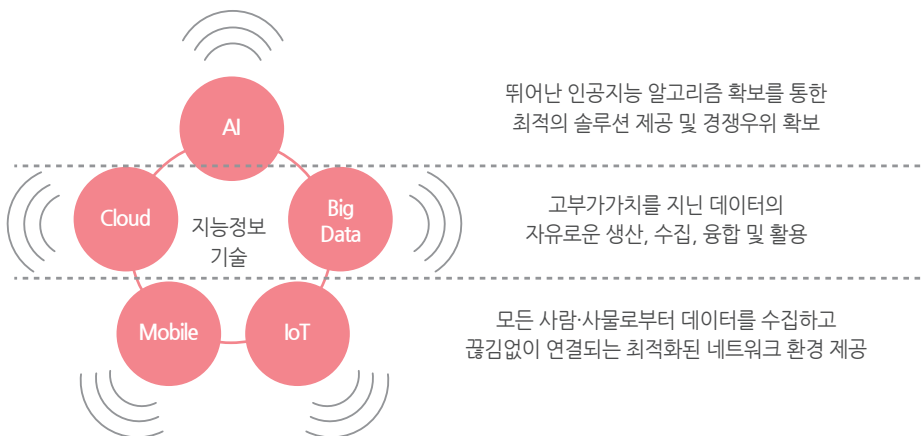 AI
뛰어난 인공지능 알고리즘 확보를 통한
최적의 솔루션 제공 및 경쟁우위 확보
Cloud
지능정보
기술
Big
Data
고부가가치를 지닌 데이터의
자유로운 생산, 수집, 융합 및 활용
Mobile
IoT
모든 사람·사물로부터 데이터를 수집하고
끊김없이 연결되는 최적화된 네트워크 환경 제공